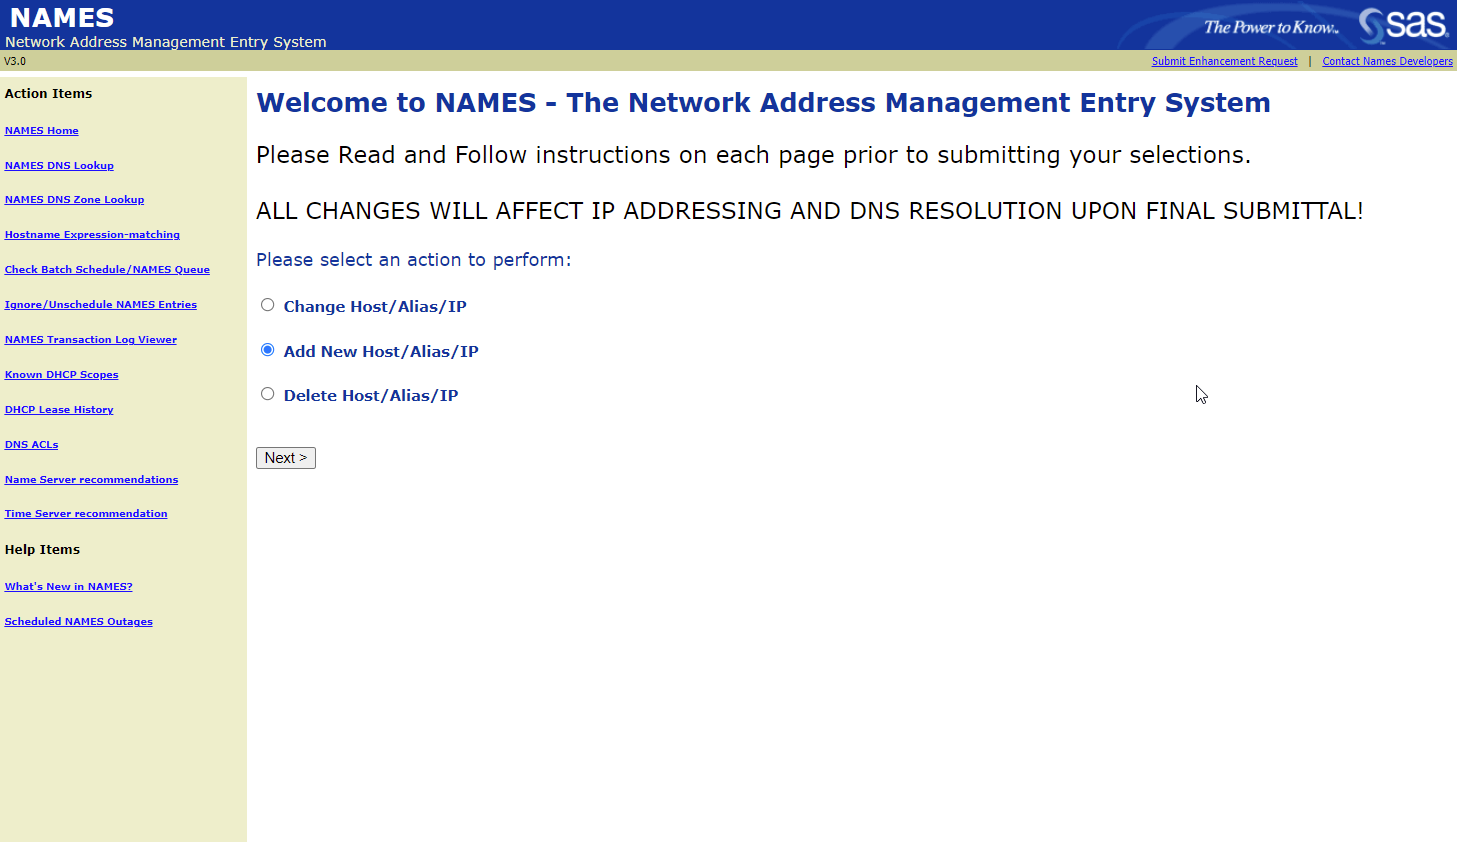 NAMES
Network Address Management Entry System
The Power to Know.
sas.
V3.0
Submit Enhancement Request | Contact Names Developers
Action Items
NAMES Home
NAMES DNS Lookup
NAMES DNS Zone Lookup
Hostname Expression-matching
Check Batch Schedule/NAMES Queue
Ignore/Unschedule NAMES Entries
NAMES Transaction Log Viewer
Known DHCP Scopes
DHCP Lease History
DNS ACLs
Name Server recommendations
Time Server recommendation
Help Items
What's New in NAMES?
Scheduled NAMES Outages
Welcome to NAMES - The Network Address Management Entry System
Please Read and Follow instructions on each page prior to submitting your selections.
ALL CHANGES WILL AFFECT IP ADDRESSING AND DNS RESOLUTION UPON FINAL SUBMITTAL!
Please select an action to perform:
Change Host/Alias/IP
Add New Host/Alias/IP
Delete Host/Alias/IP
Next >